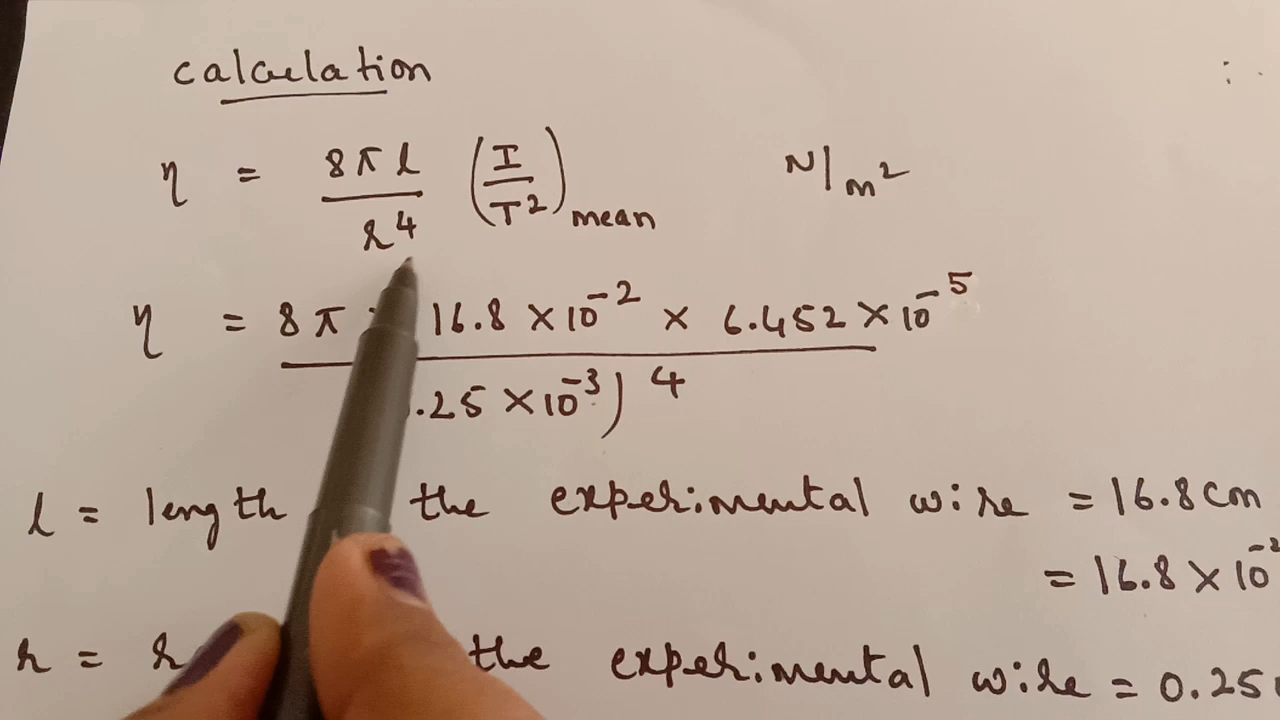 calculation
η = 8πl / r⁴ (I / T²)mean N/m²
η = 8π 16.8 × 10⁻² × 6.452 × 10⁻⁵ / .25 × 10⁻³)⁴
l = length the experimental wire = 16.8 cm
= 16.8 × 10⁻²
r = the experimental wire = 0.25